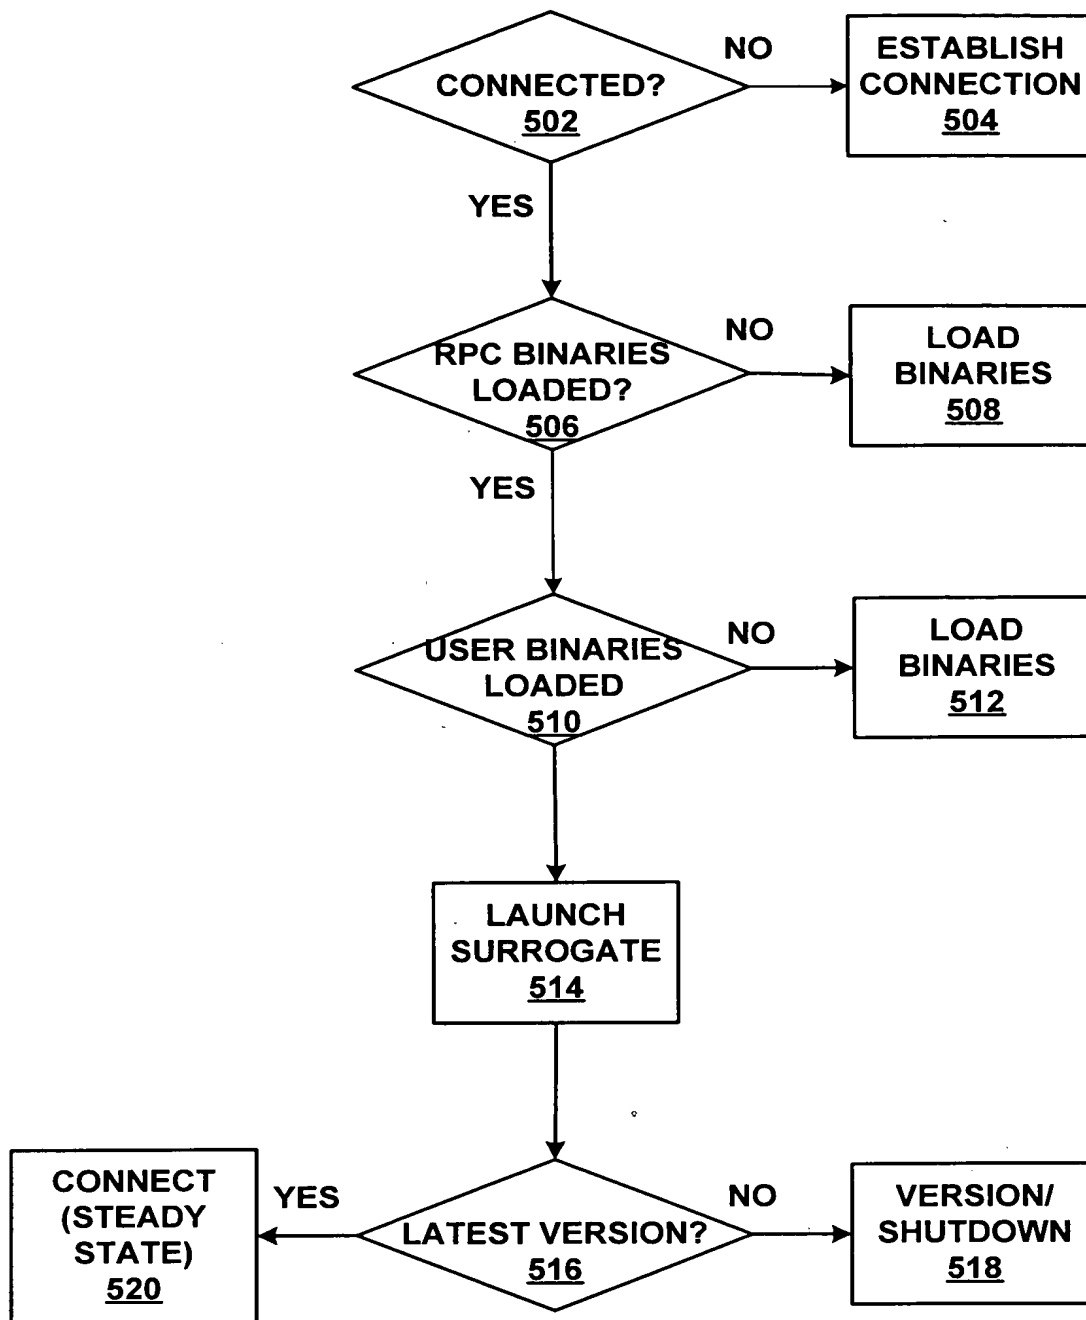 CONNECTED?
502
NO
ESTABLISH
CONNECTION
504
YES
RPC BINARIES
LOADED?
506
NO
LOAD
BINARIES
508
YES
USER BINARIES
LOADED
510
NO
LOAD
BINARIES
512
LAUNCH
SURROGATE
514
CONNECT
(STEADY
STATE)
520
YES
LATEST VERSION?
516
NO
VERSION/
SHUTDOWN
518